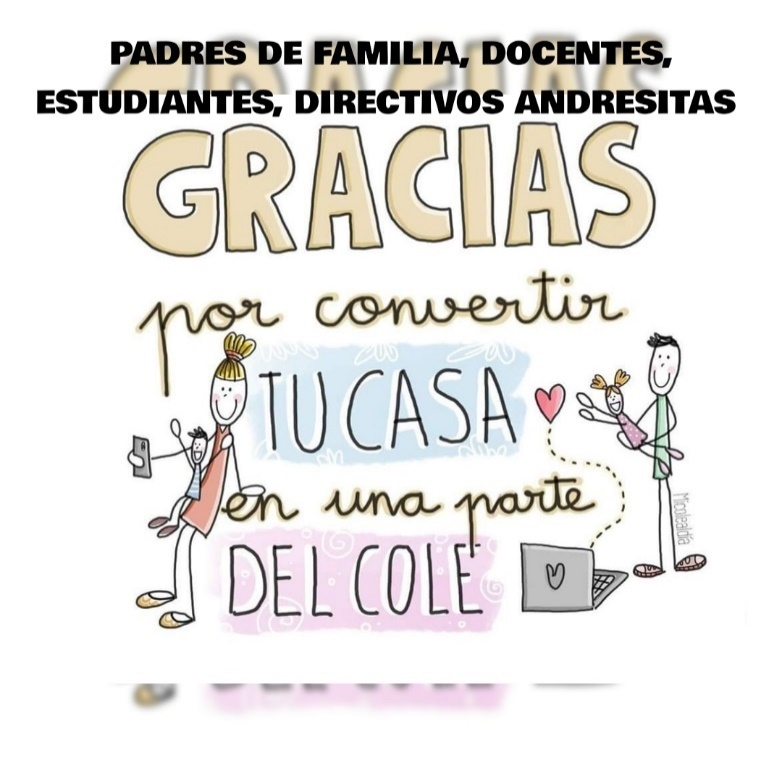 PADRES DE FAMILIA, DOCENTES,
ESTUDIANTES, DIRECTIVOS ANDRESITAS
GRACIAS
por convertir
TU CASA
en una parte
DEL COLE